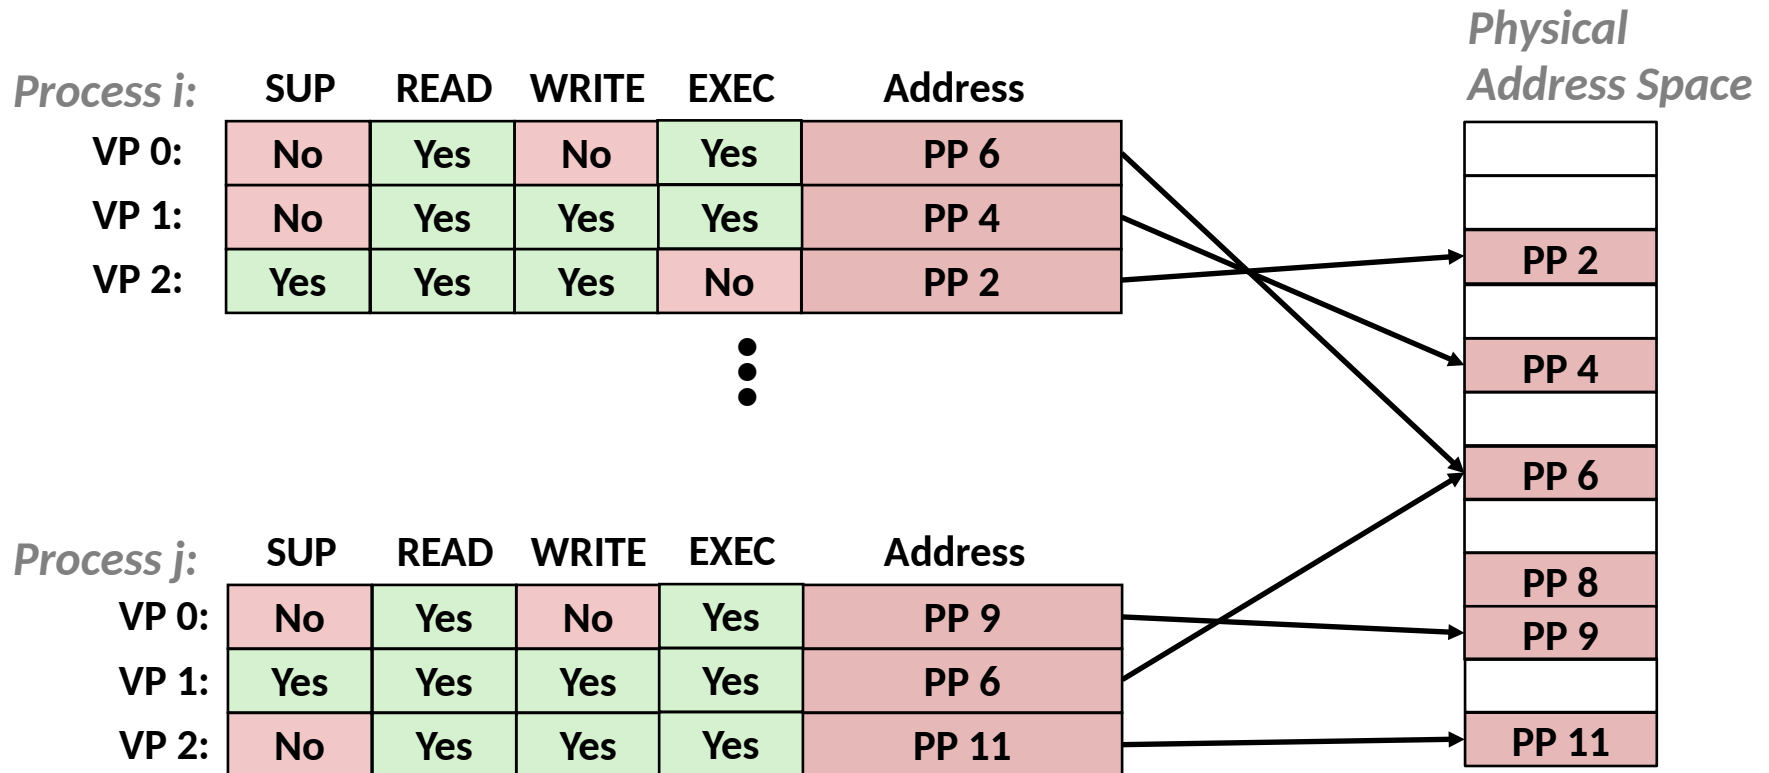 Physical
Address Space
Process i: SUP READ WRITE EXEC Address
VP 0: No Yes No Yes PP 6
VP 1: No Yes Yes Yes PP 4
VP 2: Yes Yes Yes No PP 2
PP 2
PP 4
PP 6
PP 8
PP 9
PP 11
Process j: SUP READ WRITE EXEC Address
VP 0: No Yes No Yes PP 9
VP 1: Yes Yes Yes Yes PP 6
VP 2: No Yes Yes Yes PP 11